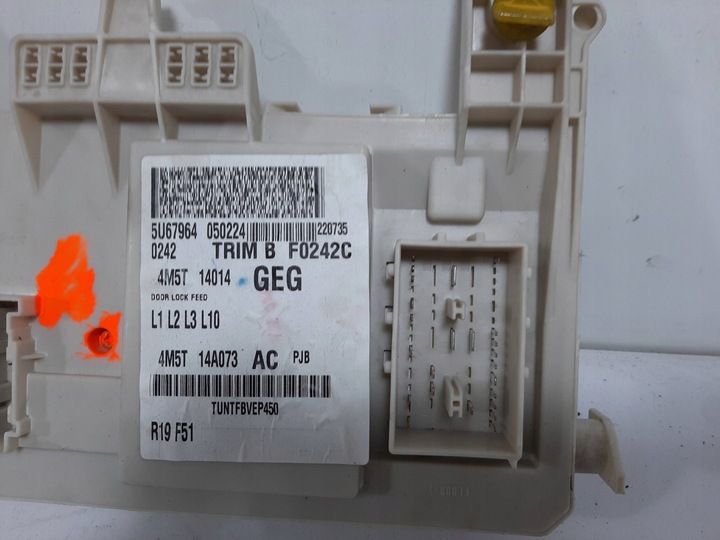 5U67964 050224 220735
0242 TRIM B F0242C
4M5T 14014 GEG
DOOR LOCK FEED
L1 L2 L3 L10
4M5T 14A073 AC PJB
TUNTFBVEP450
R19 F51